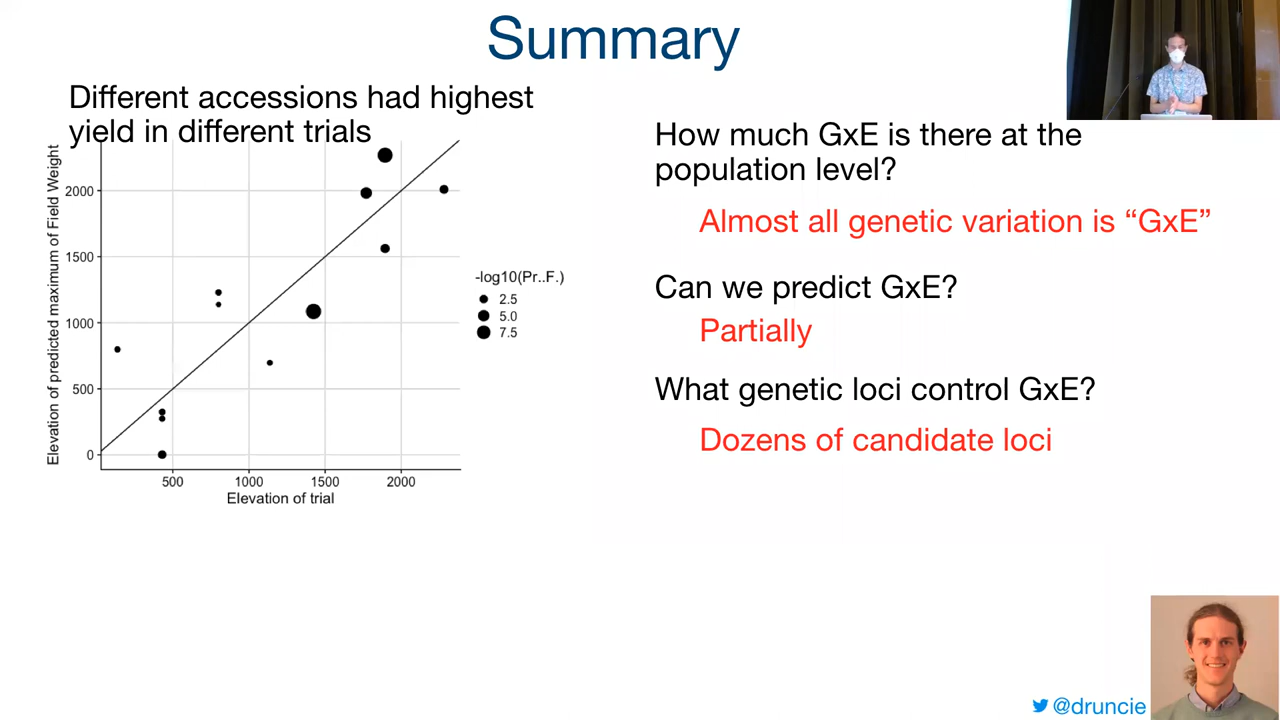 Summary
Different accessions had highest
yield in different trials
Elevation of predicted maximum of Field Weight
2000
1500
1000
500
0
500
1000
1500
2000
Elevation of trial
-log10(Pr..F.)
2.5
5.0
7.5
How much GxE is there at the
population level?
Almost all genetic variation is “GxE”
Can we predict GxE?
Partially
What genetic loci control GxE?
Dozens of candidate loci
@druncie